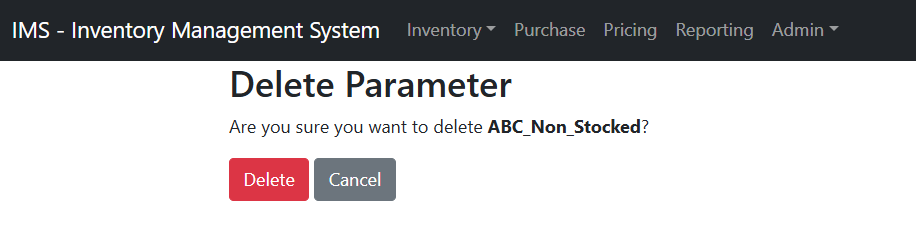 IMS - Inventory Management System Inventory Purchase Pricing Reporting Admin
Delete Parameter
Are you sure you want to delete ABC_Non_Stocked?
Delete Cancel